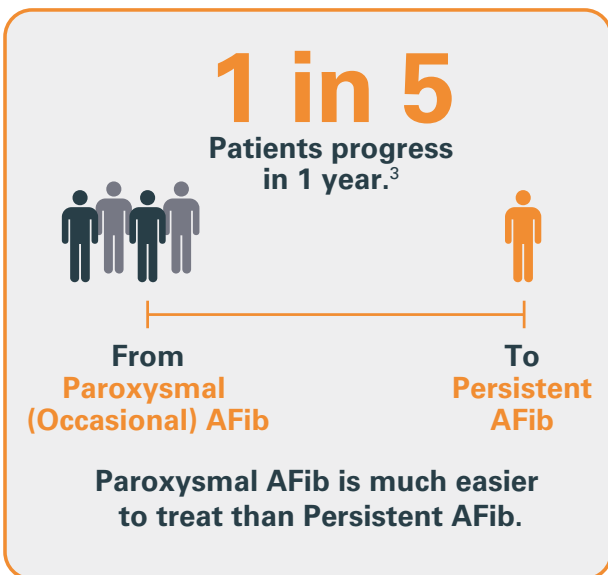 1 in 5
Patients progress
in 1 year.3
From
Paroxysmal
(Occasional) AFib
To
Persistent
AFib
Paroxysmal AFib is much easier
to treat than Persistent AFib.